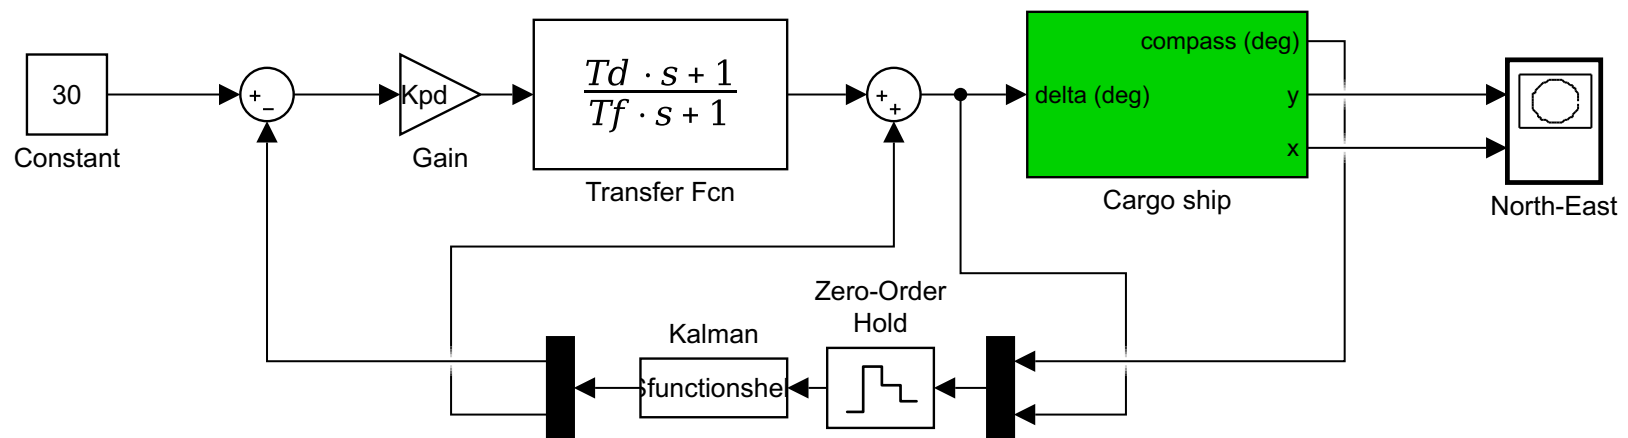 30
Constant
+
−
Kpd
Gain
Td · s + 1
Tf · s + 1
Transfer Fcn
+
+
compass (deg)
delta (deg)
y
x
Cargo ship
North-East
Zero-Order
Hold
Kalman